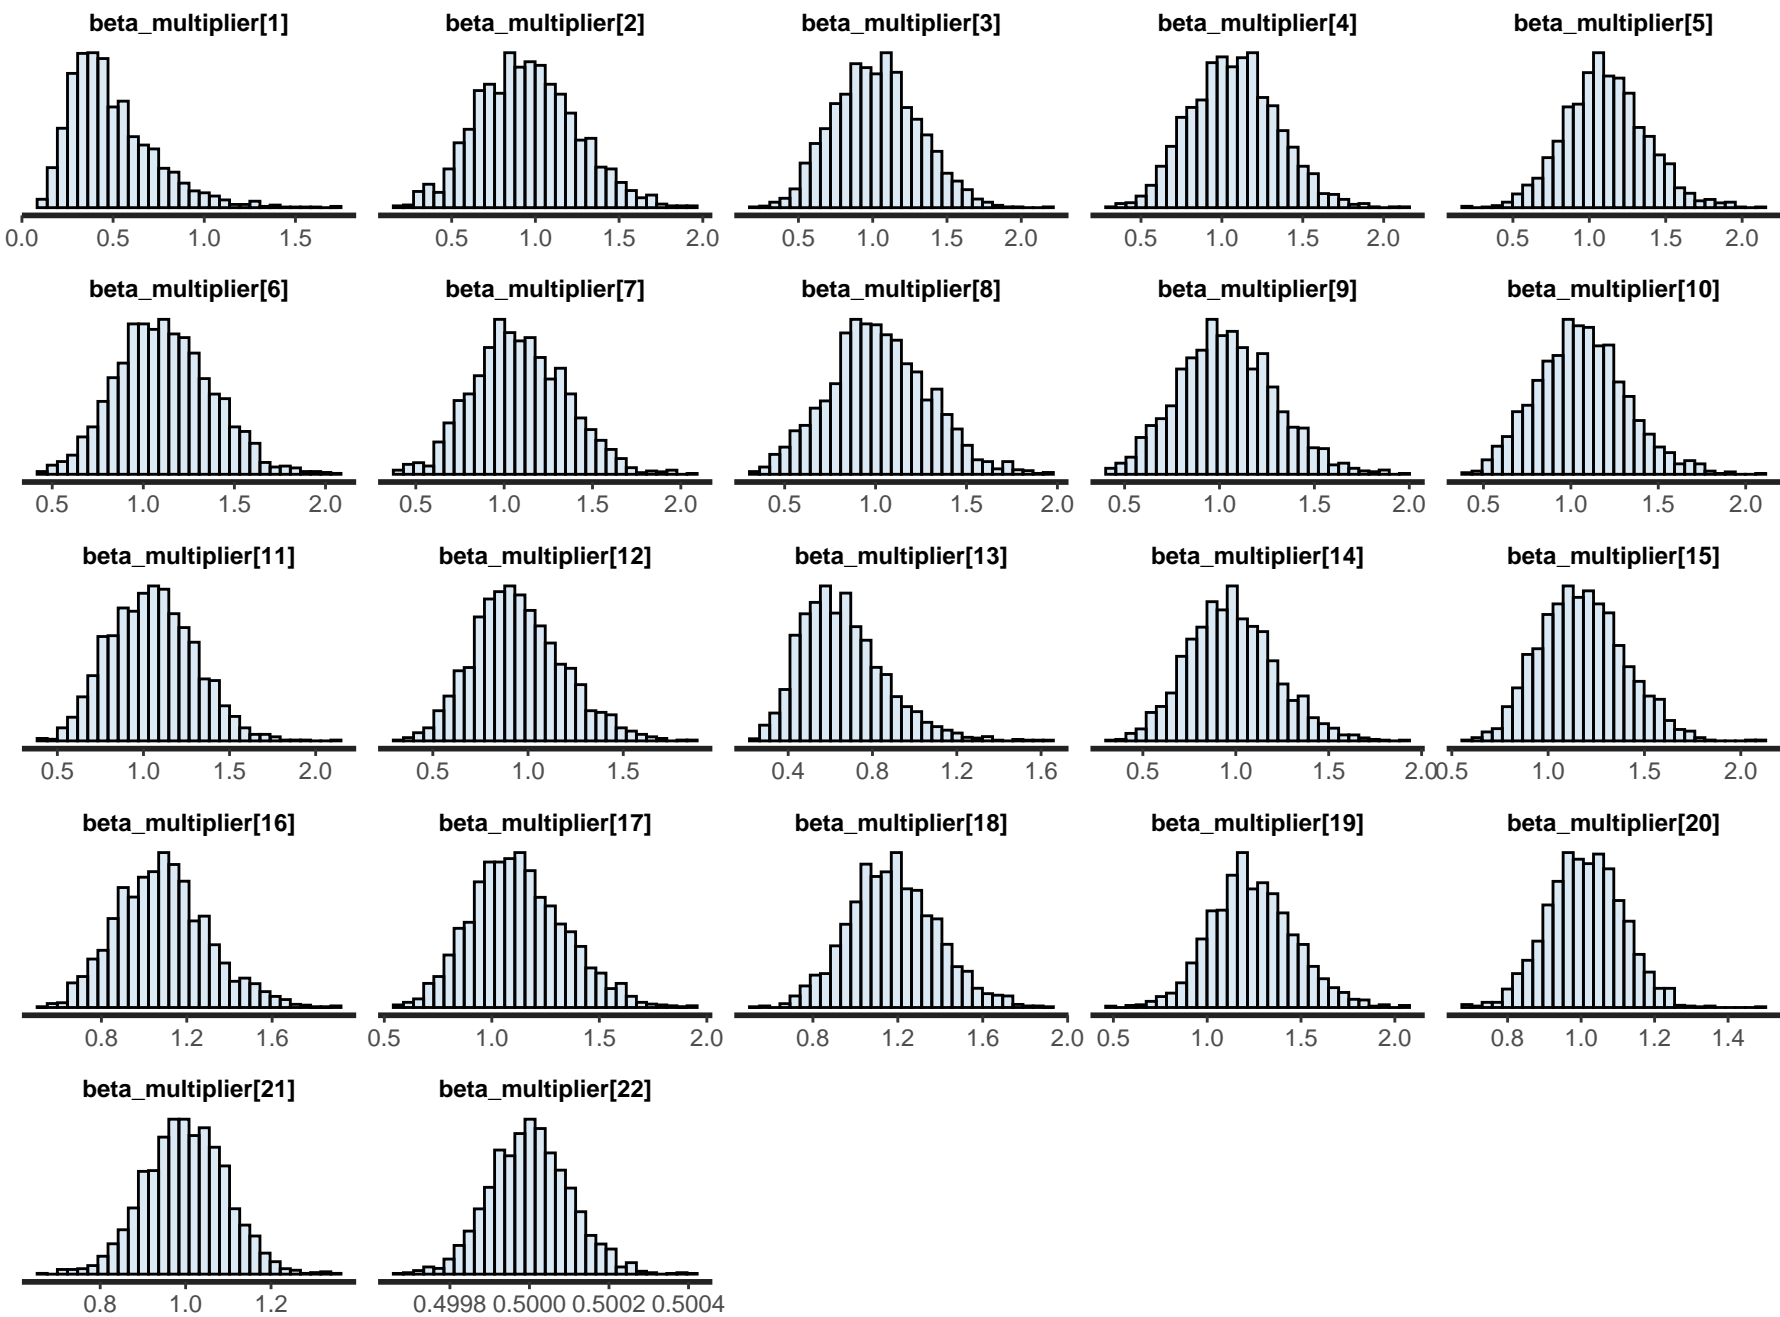 beta_multiplier[1] beta_multiplier[2] beta_multiplier[3] beta_multiplier[4] beta_multiplier[5]
0.0 0.5 1.0 1.5 0.5 1.0 1.5 2.0 0.5 1.0 1.5 2.0 0.5 1.0 1.5 2.0 0.5 1.0 1.5 2.0
beta_multiplier[6] beta_multiplier[7] beta_multiplier[8] beta_multiplier[9] beta_multiplier[10]
0.5 1.0 1.5 2.0 0.5 1.0 1.5 2.0 0.5 1.0 1.5 2.0 0.5 1.0 1.5 2.0 0.5 1.0 1.5 2.0
beta_multiplier[11] beta_multiplier[12] beta_multiplier[13] beta_multiplier[14] beta_multiplier[15]
0.5 1.0 1.5 2.0 0.5 1.0 1.5 0.4 0.8 1.2 1.6 0.5 1.0 1.5 2.0 0.5 1.0 1.5 2.0
beta_multiplier[16] beta_multiplier[17] beta_multiplier[18] beta_multiplier[19] beta_multiplier[20]
0.8 1.2 1.6 0.5 1.0 1.5 2.0 0.8 1.2 1.6 2.0 0.5 1.0 1.5 2.0 0.8 1.0 1.2 1.4
beta_multiplier[21] beta_multiplier[22]
0.8 1.0 1.2 0.4998 0.5000 0.5002 0.5004